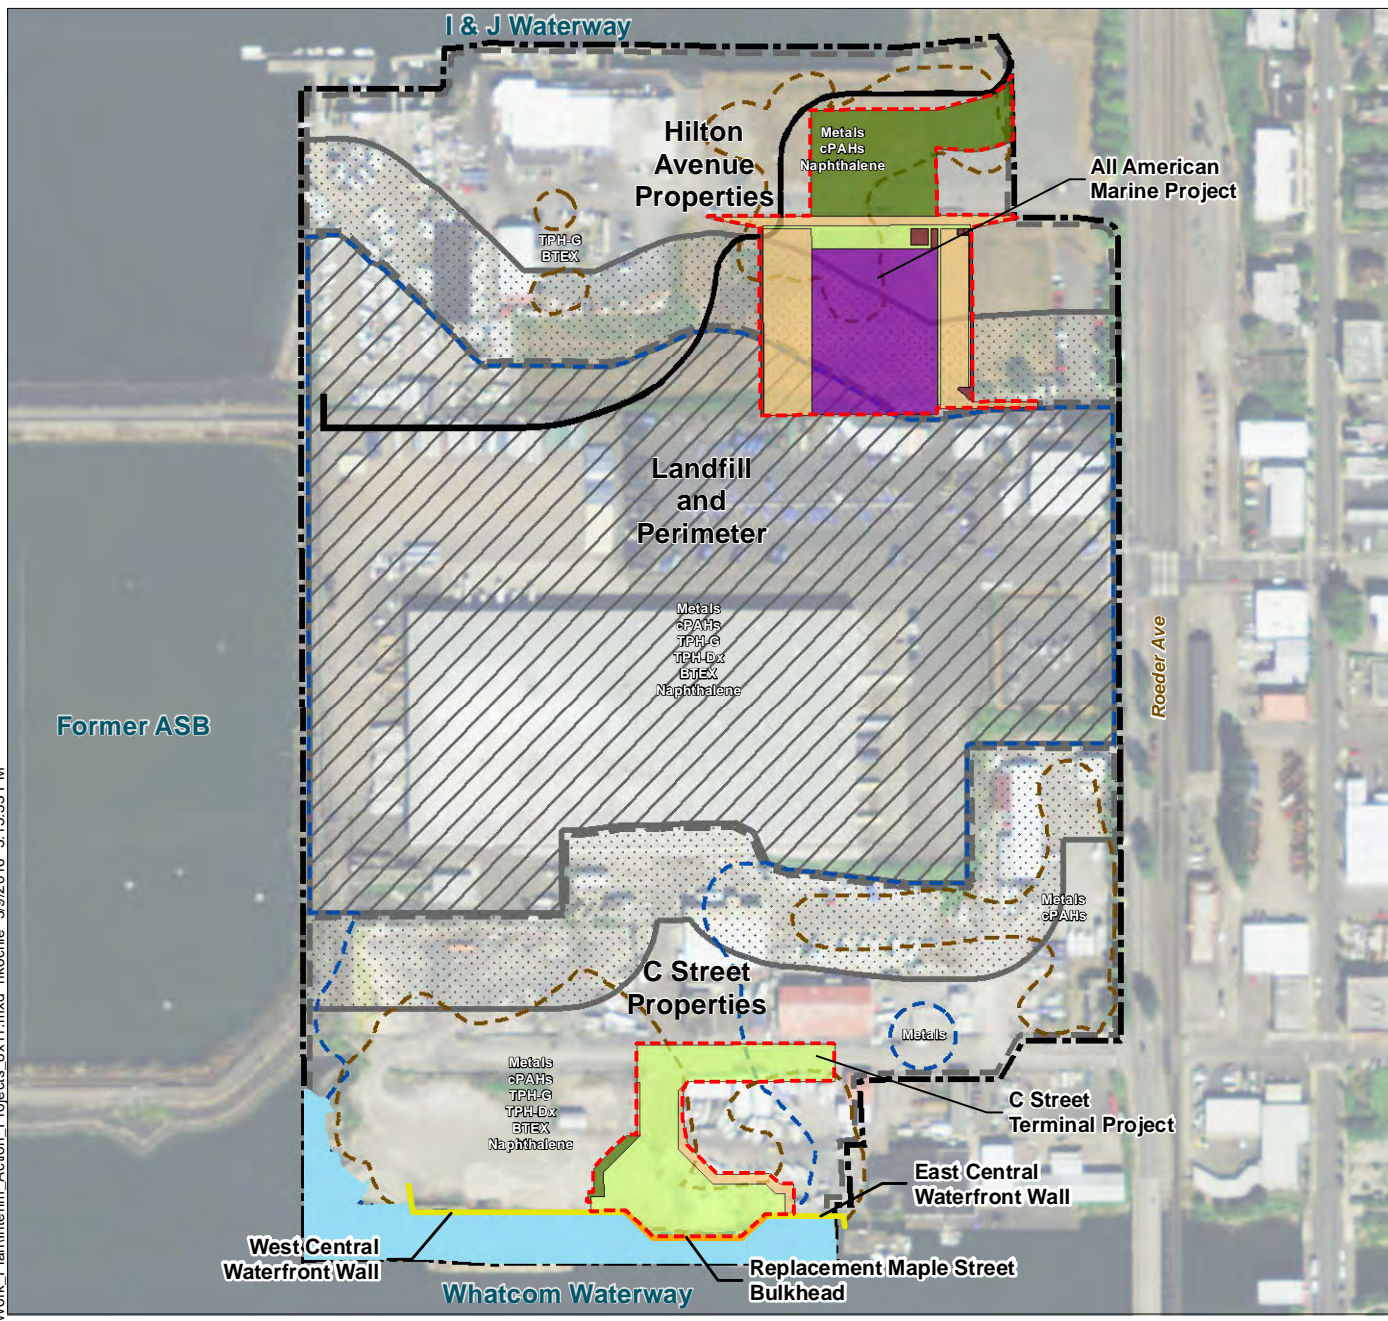 I & J Waterway
Hilton
Avenue
Properties
Metals
cPAHs
Naphthalene
All American
Marine Project
TPH-G
BTEX
Landfill
and
Perimeter
Metals
cPAHs
TPH-G
TPH-Dx
BTEX
Naphthalene
Roeder Ave
Former ASB
Metals
cPAHs
C Street
Properties
Metals
Metals
cPAHs
TPH-G
TPH-Dx
BTEX
Naphthalene
C Street
Terminal Project
East Central
Waterfront Wall
West Central
Waterfront Wall
Replacement Maple Street
Bulkhead
Whatcom Waterway